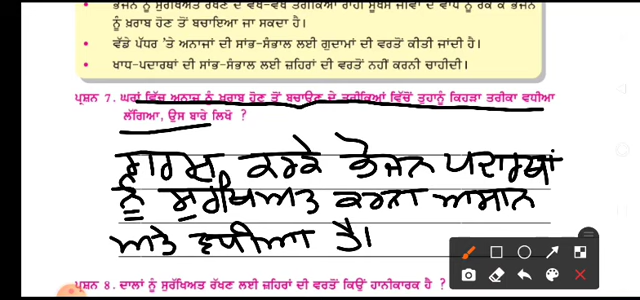 ਭੋਜਨ ਨੂੰ ਸੁਰੱਖਿਅਤ ਰੱਖਣ ਦੇ ਵੱਖ-ਵੱਖ ਤਰੀਕਿਆਂ ਰਾਹੀਂ ਸੂਖਮ ਜੀਵਾਂ ਦੇ ਵਾਧੇ ਨੂੰ ਰੋਕ ਕੇ ਭੋਜਨ
ਨੂੰ ਖ਼ਰਾਬ ਹੋਣ ਤੋਂ ਬਚਾਇਆ ਜਾ ਸਕਦਾ ਹੈ।
• ਵੱਡੇ ਪੱਧਰ 'ਤੇ ਅਨਾਜਾਂ ਦੀ ਸਾਂਭ-ਸੰਭਾਲ ਲਈ ਗੁਦਾਮਾਂ ਦੀ ਵਰਤੋਂ ਕੀਤੀ ਜਾਂਦੀ ਹੈ।
• ਖਾਧ-ਪਦਾਰਥਾਂ ਦੀ ਸਾਂਭ-ਸੰਭਾਲ ਲਈ ਜ਼ਹਿਰਾਂ ਦੀ ਵਰਤੋਂ ਨਹੀਂ ਕਰਨੀ ਚਾਹੀਦੀ।
ਪ੍ਰਸ਼ਨ 7. ਘਰਾਂ ਵਿੱਚ ਅਨਾਜ ਨੂੰ ਖ਼ਰਾਬ ਹੋਣ ਤੋਂ ਬਚਾਉਣ ਦੇ ਤਰੀਕਿਆਂ ਵਿੱਚੋਂ ਤੁਹਾਨੂੰ ਕਿਹੜਾ ਤਰੀਕਾ ਵਧੀਆ
ਲੱਗਿਆ, ਉਸ ਬਾਰੇ ਲਿਖੋ ?
ਕਰਕੇ ਭੋਜਨ ਪਦਾਰਥਾਂ
ਨੂੰ ਸੁਰੱਖਿਅਤ ਕਰਨਾ ਅਸਾਨ
ਅਤੇ ਵਧੀਆ ਹੈ।
ਪ੍ਰਸ਼ਨ 8. ਦਾਲਾਂ ਨੂੰ ਸੁਰੱਖਿਅਤ ਰੱਖਣ ਲਈ ਜ਼ਹਿਰਾਂ ਦੀ ਵਰਤੋਂ ਕਿਉਂ ਹਾਨੀਕਾਰਕ ਹੈ ?